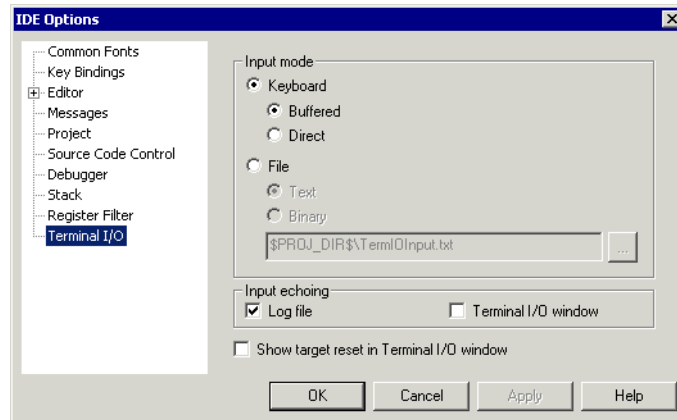 IDE Options
Common Fonts
Key Bindings
Editor
Messages
Project
Source Code Control
Debugger
Stack
Register Filter
Terminal I/O
Input mode
Keyboard
Buffered
Direct
File
Text
Binary
$PROJ_DIR$\TermIOInput.txt
...
Input echoing
Log file
Terminal I/O window
Show target reset in Terminal I/O window
OK
Cancel
Apply
Help